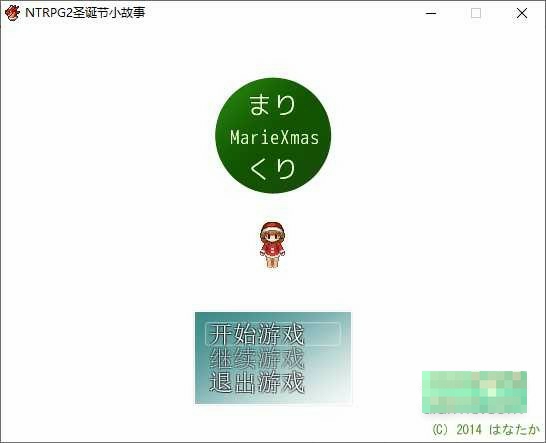 NTRPG2圣诞节小故事
まり
MarieXmas
くり
开始游戏
继续游戏
退出游戏
(C) 2014 はなたか